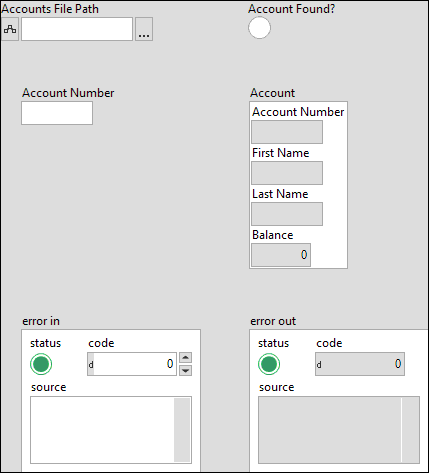 Accounts File Path
Account Found?
...
Account Number
Account
Account Number
First Name
Last Name
Balance
0
error in
status code
d 0
source
error out
status code
d 0
source